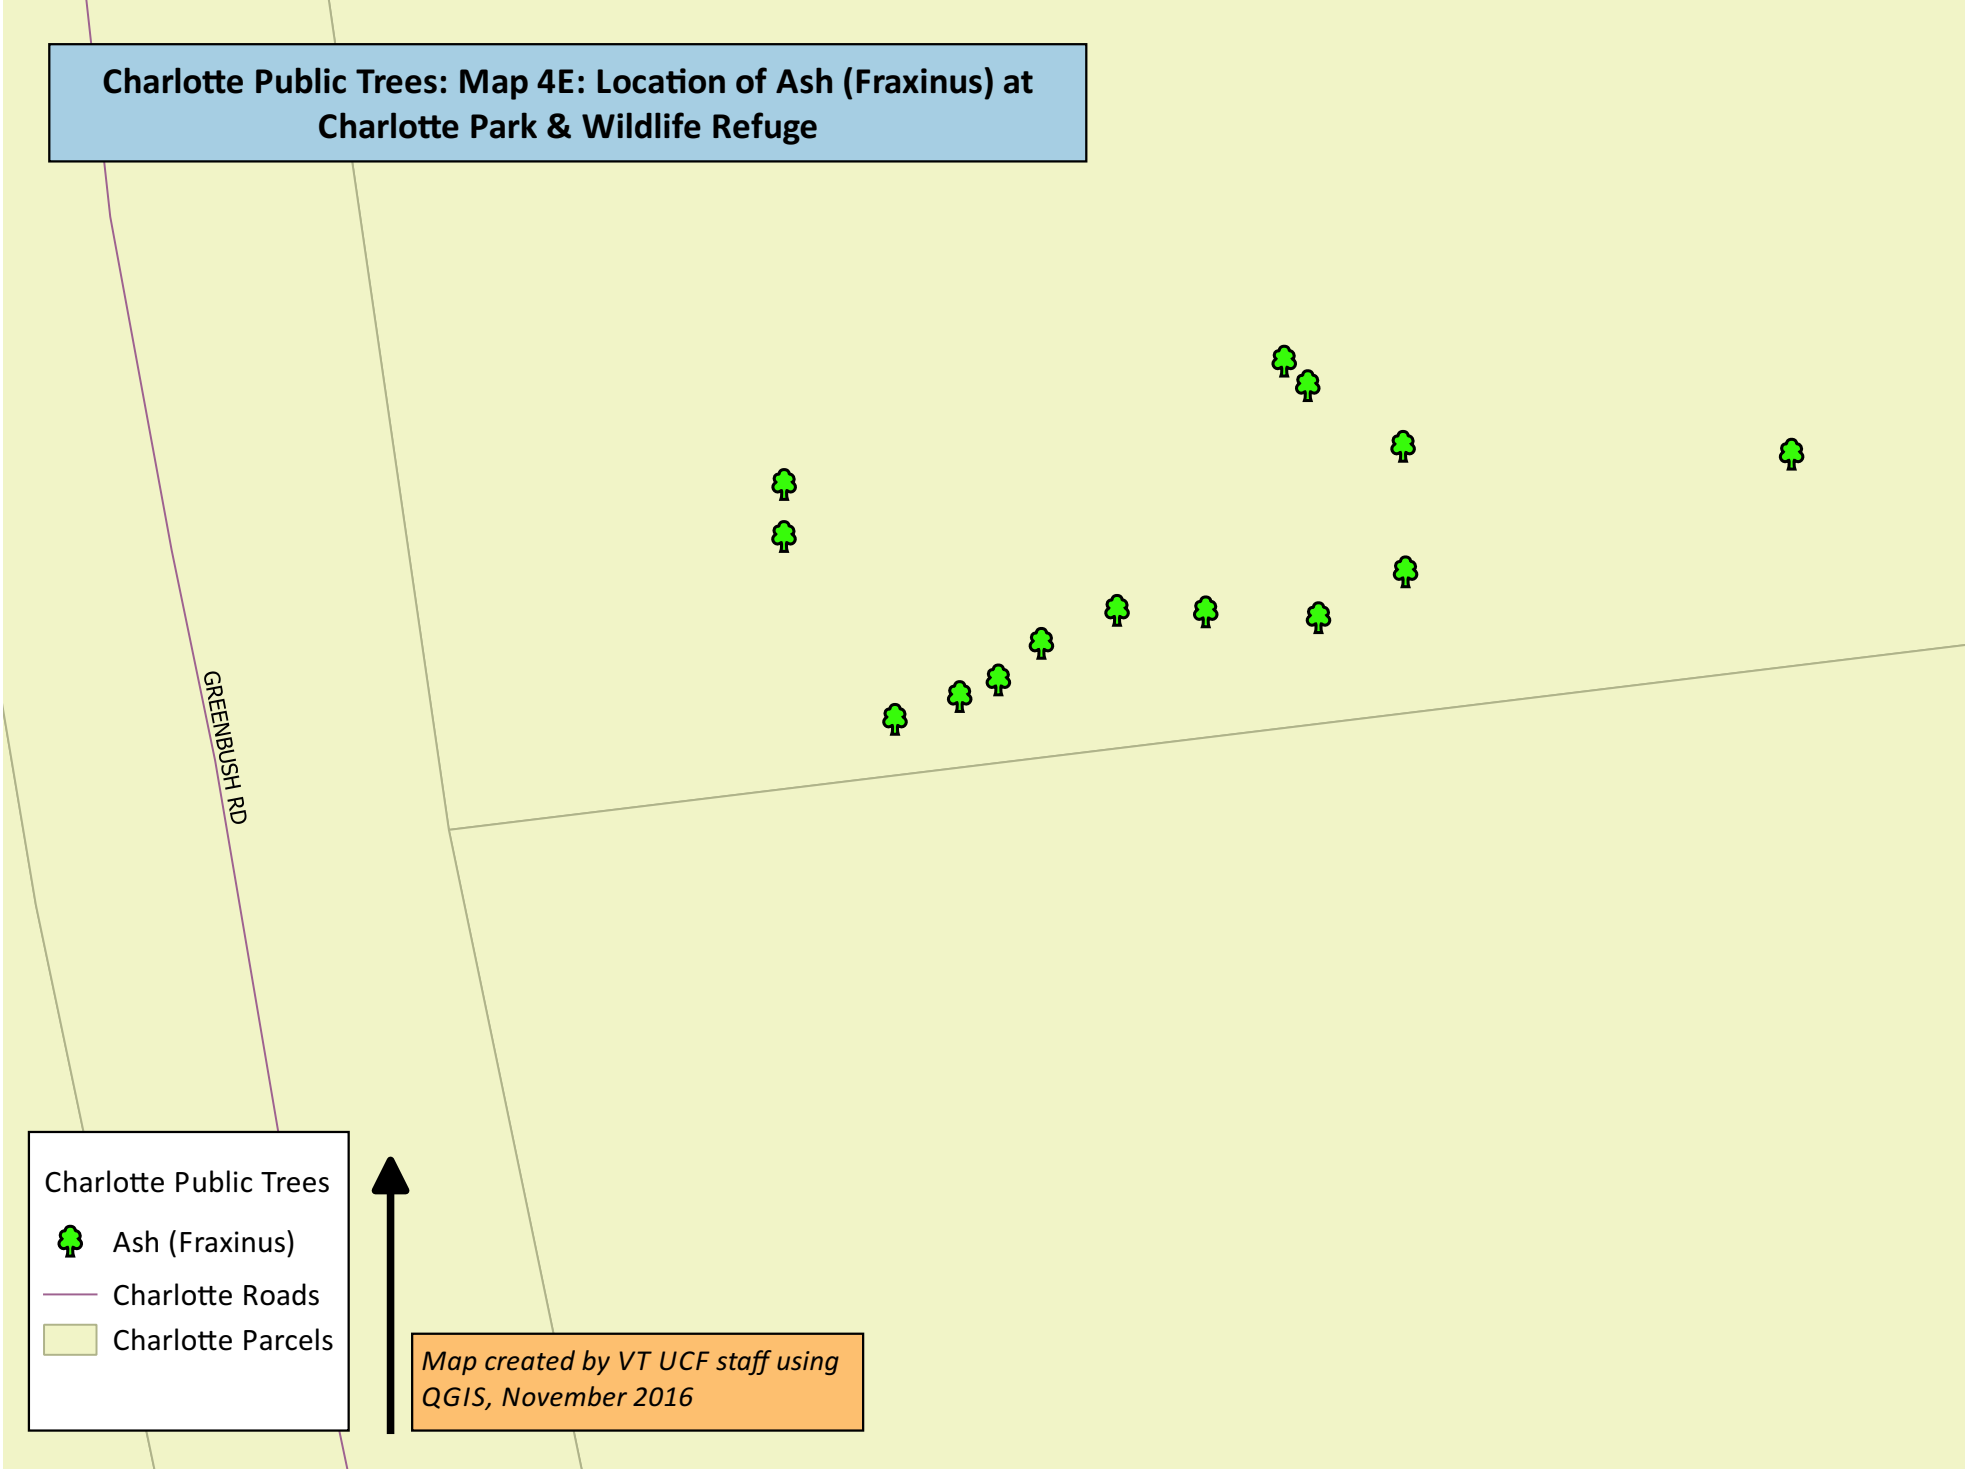 Charlotte Public Trees: Map 4E: Location of Ash (Fraxinus) at
Charlotte Park & Wildlife Refuge
GREENBUSH RD
Charlotte Public Trees
Ash (Fraxinus)
Charlotte Roads
Charlotte Parcels
Map created by VT UCF staff using
QGIS, November 2016